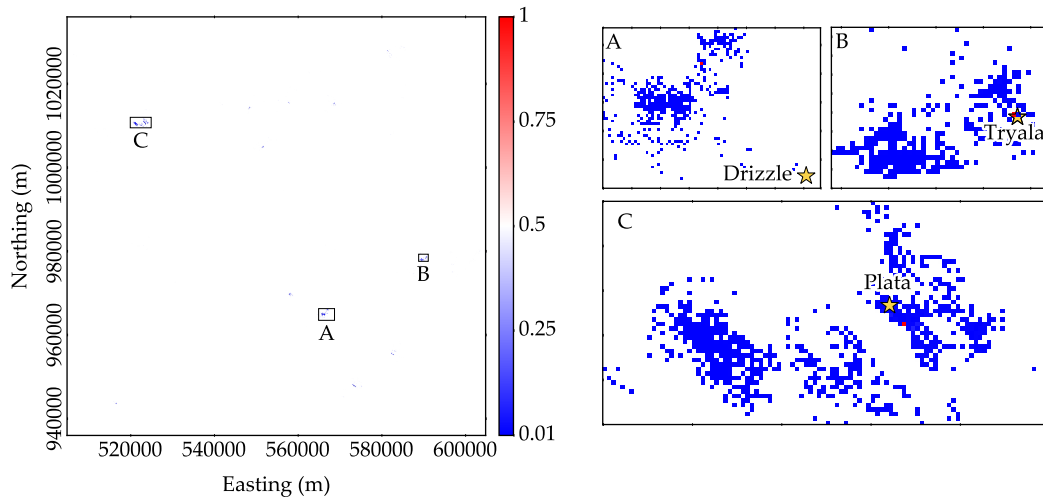 1
0.75
0.5
0.25
0.01
Northing (m)
1020000
1000000
980000
960000
940000
C
B
A
520000 540000 560000 580000 600000
Easting (m)
A
Drizzle
B
Tryala
C
Plata